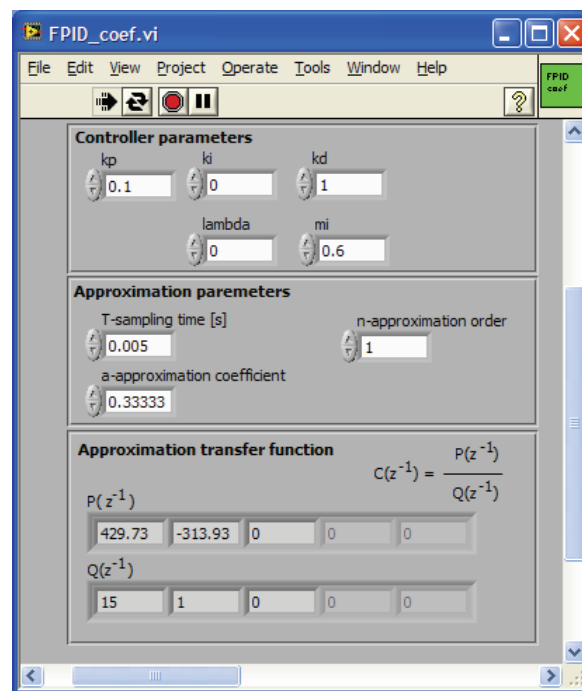 FPID_coef.vi
File Edit View Project Operate Tools Window Help
FPID
coef
?
Controller parameters
kp ki kd
0.1 0 1
lambda mi
0 0.6
Approximation paremeters
T-sampling time [s] n-approximation order
0.005 1
a-approximation coefficient
0.33333
Approximation transfer function
C(z⁻¹) = P(z⁻¹) / Q(z⁻¹)
P( z⁻¹)
429.73 -313.93 0 0 0
Q(z⁻¹)
15 1 0 0 0